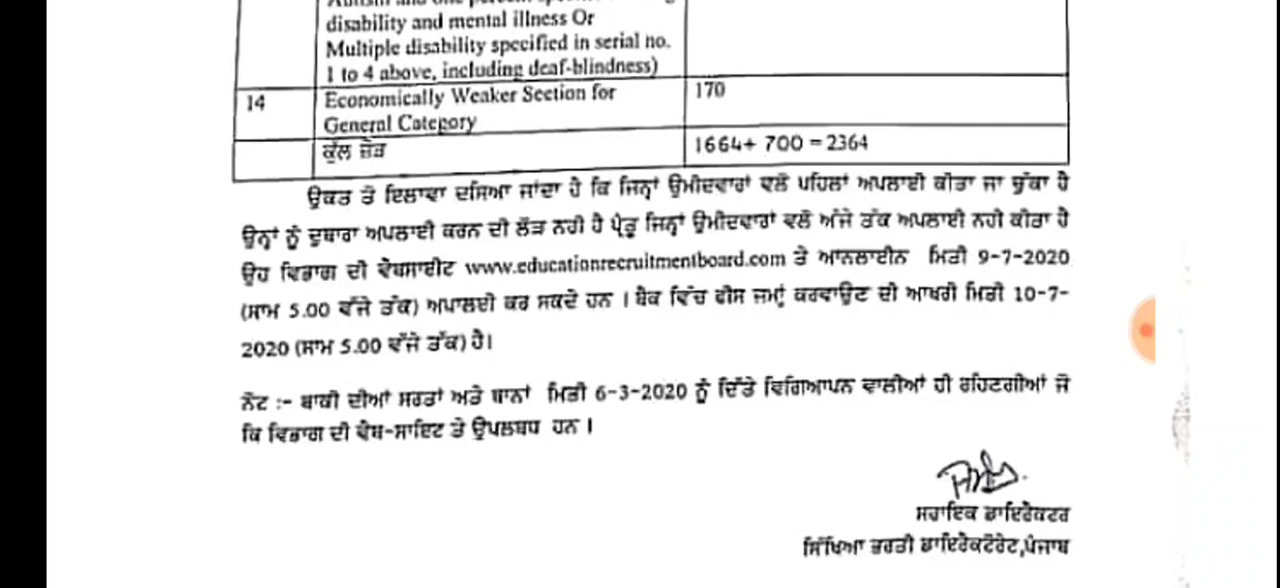 disability and mental illness Or
Multiple disability specified in serial no.
1 to 4 above, including deaf-blindness)
14 Economically Weaker Section for General Category 170
ਕੁੱਲ ਜੋੜ 1664+ 700 = 2364
ਉਕਤ ਤੋ ਇਲਾਵਾ ਦਸਿਆ ਜਾਂਦਾ ਹੈ ਕਿ ਜਿਨ੍ਹਾਂ ਉਮੀਦਵਾਰਾਂ ਵਲੋ ਪਹਿਲਾਂ ਅਪਲਾਈ ਕੀਤਾ ਜਾ ਚੁੱਕਾ ਹੈ
ਉਨ੍ਹਾਂ ਨੂੰ ਦੁਬਾਰਾ ਅਪਲਾਈ ਕਰਨ ਦੀ ਲੋੜ ਨਹੀ ਹੈ ਪ੍ਰੰਤੂ ਜਿਨ੍ਹਾਂ ਉਮੀਦਵਾਰਾਂ ਵਲੋ ਅੱਜੇ ਤੱਕ ਅਪਲਾਈ ਨਹੀ ਕੀਤਾ ਹੈ
ਉਹ ਵਿਭਾਗ ਦੀ ਵੈਬਸਾਈਟ www.educationrecruitmentboard.com ਤੇ ਆਨਲਾਈਨ ਮਿਤੀ 9-7-2020
(ਸ਼ਾਮ 5.00 ਵੱਜੇ ਤੱਕ) ਅਪਾਲਈ ਕਰ ਸਕਦੇ ਹਨ । ਬੈਕ ਵਿੱਚ ਫੀਸ ਜਮ੍ਹਾਂ ਕਰਵਾਉਣ ਦੀ ਆਖਰੀ ਮਿਤੀ 10-7-
2020 (ਸ਼ਾਮ 5.00 ਵੱਜੇ ਤੱਕ) ਹੈ।
ਨੋਟ :- ਬਾਕੀ ਦੀਆਂ ਸ਼ਰਤਾਂ ਅਤੇ ਬਾਨਾਂ ਮਿਤੀ 6-3-2020 ਨੂੰ ਦਿੱਤੇ ਵਿਗਿਆਪਨ ਵਾਲੀਆਂ ਹੀ ਰਹਿਣਗੀਆਂ ਜੋ
ਕਿ ਵਿਭਾਗ ਦੀ ਵੈਬ-ਸਾਇਟ ਤੇ ਉਪਲਬਧ ਹਨ ।
ਸਹਾਇਕ ਡਾਇਰੈਕਟਰ
ਸਿੱਖਿਆ ਭਰਤੀ ਡਾਇਰੈਕਟੋਰੇਟ,ਪੰਜਾਬ